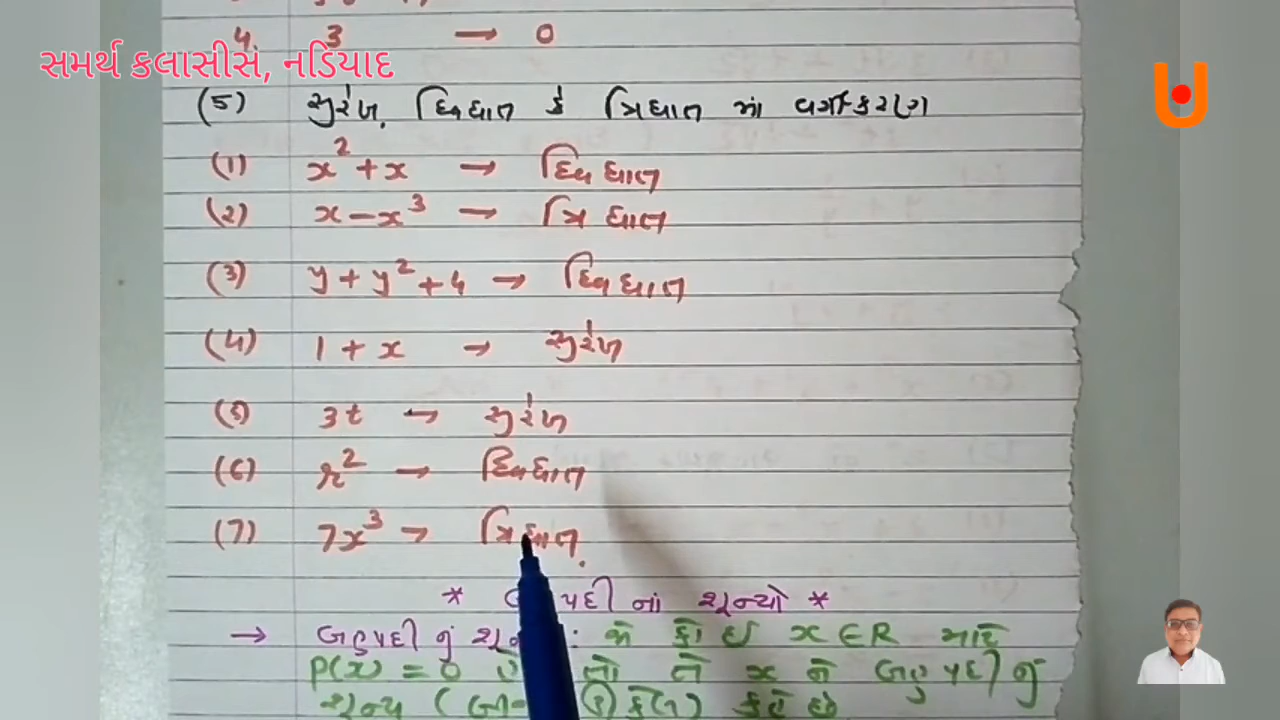 4. 3 → 0
સમર્થ કલાસીસ, નડિયાદ
(5) સુરેખ, દ્વિઘાત કે ત્રિઘાત માં વર્ગીકરણ
(1) x² + x → દ્વિઘાત
(2) x - x³ → ત્રિઘાત
(3) y + y² + 4 → દ્વિઘાત
(4) 1 + x → સુરેખ
(5) 3t → સુરેખ
(6) r² → દ્વિઘાત
(7) 7x³ → ત્રિઘાત.
* પદી નાં શૂન્યો *
→ બહુપદી નું : જો કોઈ x ∈ R માટે
P(x) = 0 તો તે x ને બહુપદી નું
શૂન્ય ( કહે છે